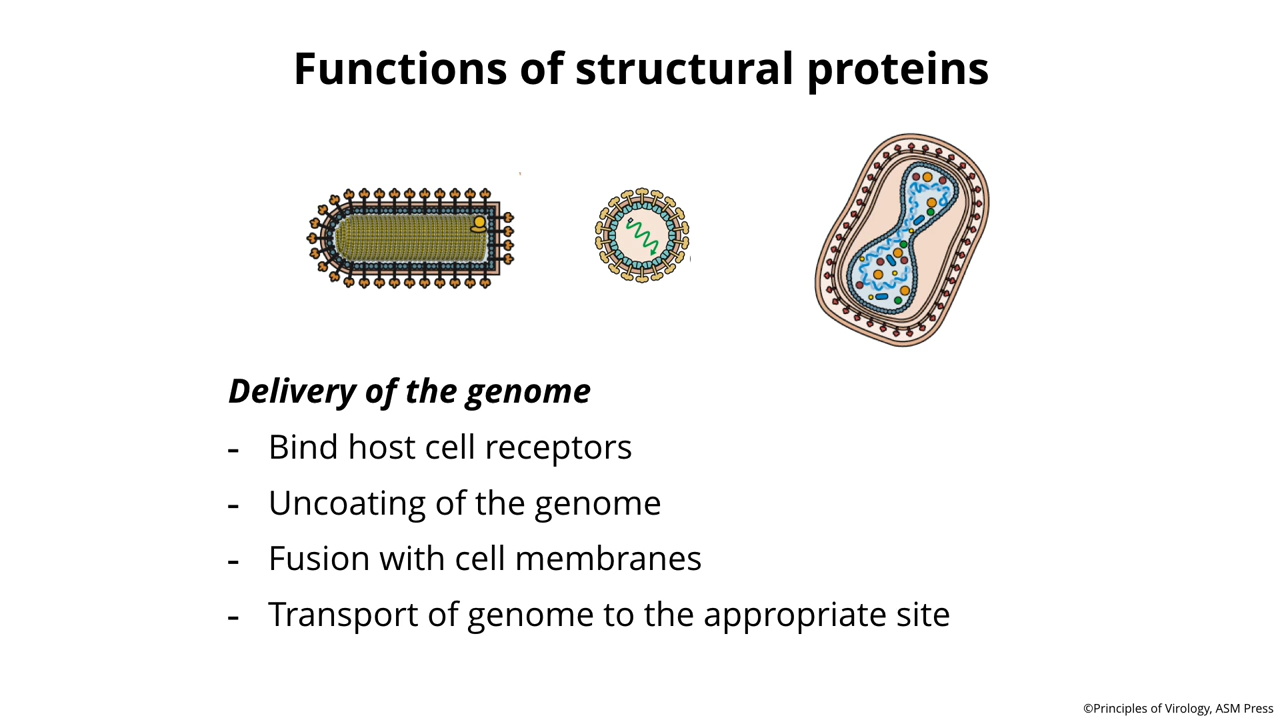 Functions of structural proteins
Delivery of the genome
- Bind host cell receptors
- Uncoating of the genome
- Fusion with cell membranes
- Transport of genome to the appropriate site
©Principles of Virology, ASM Press